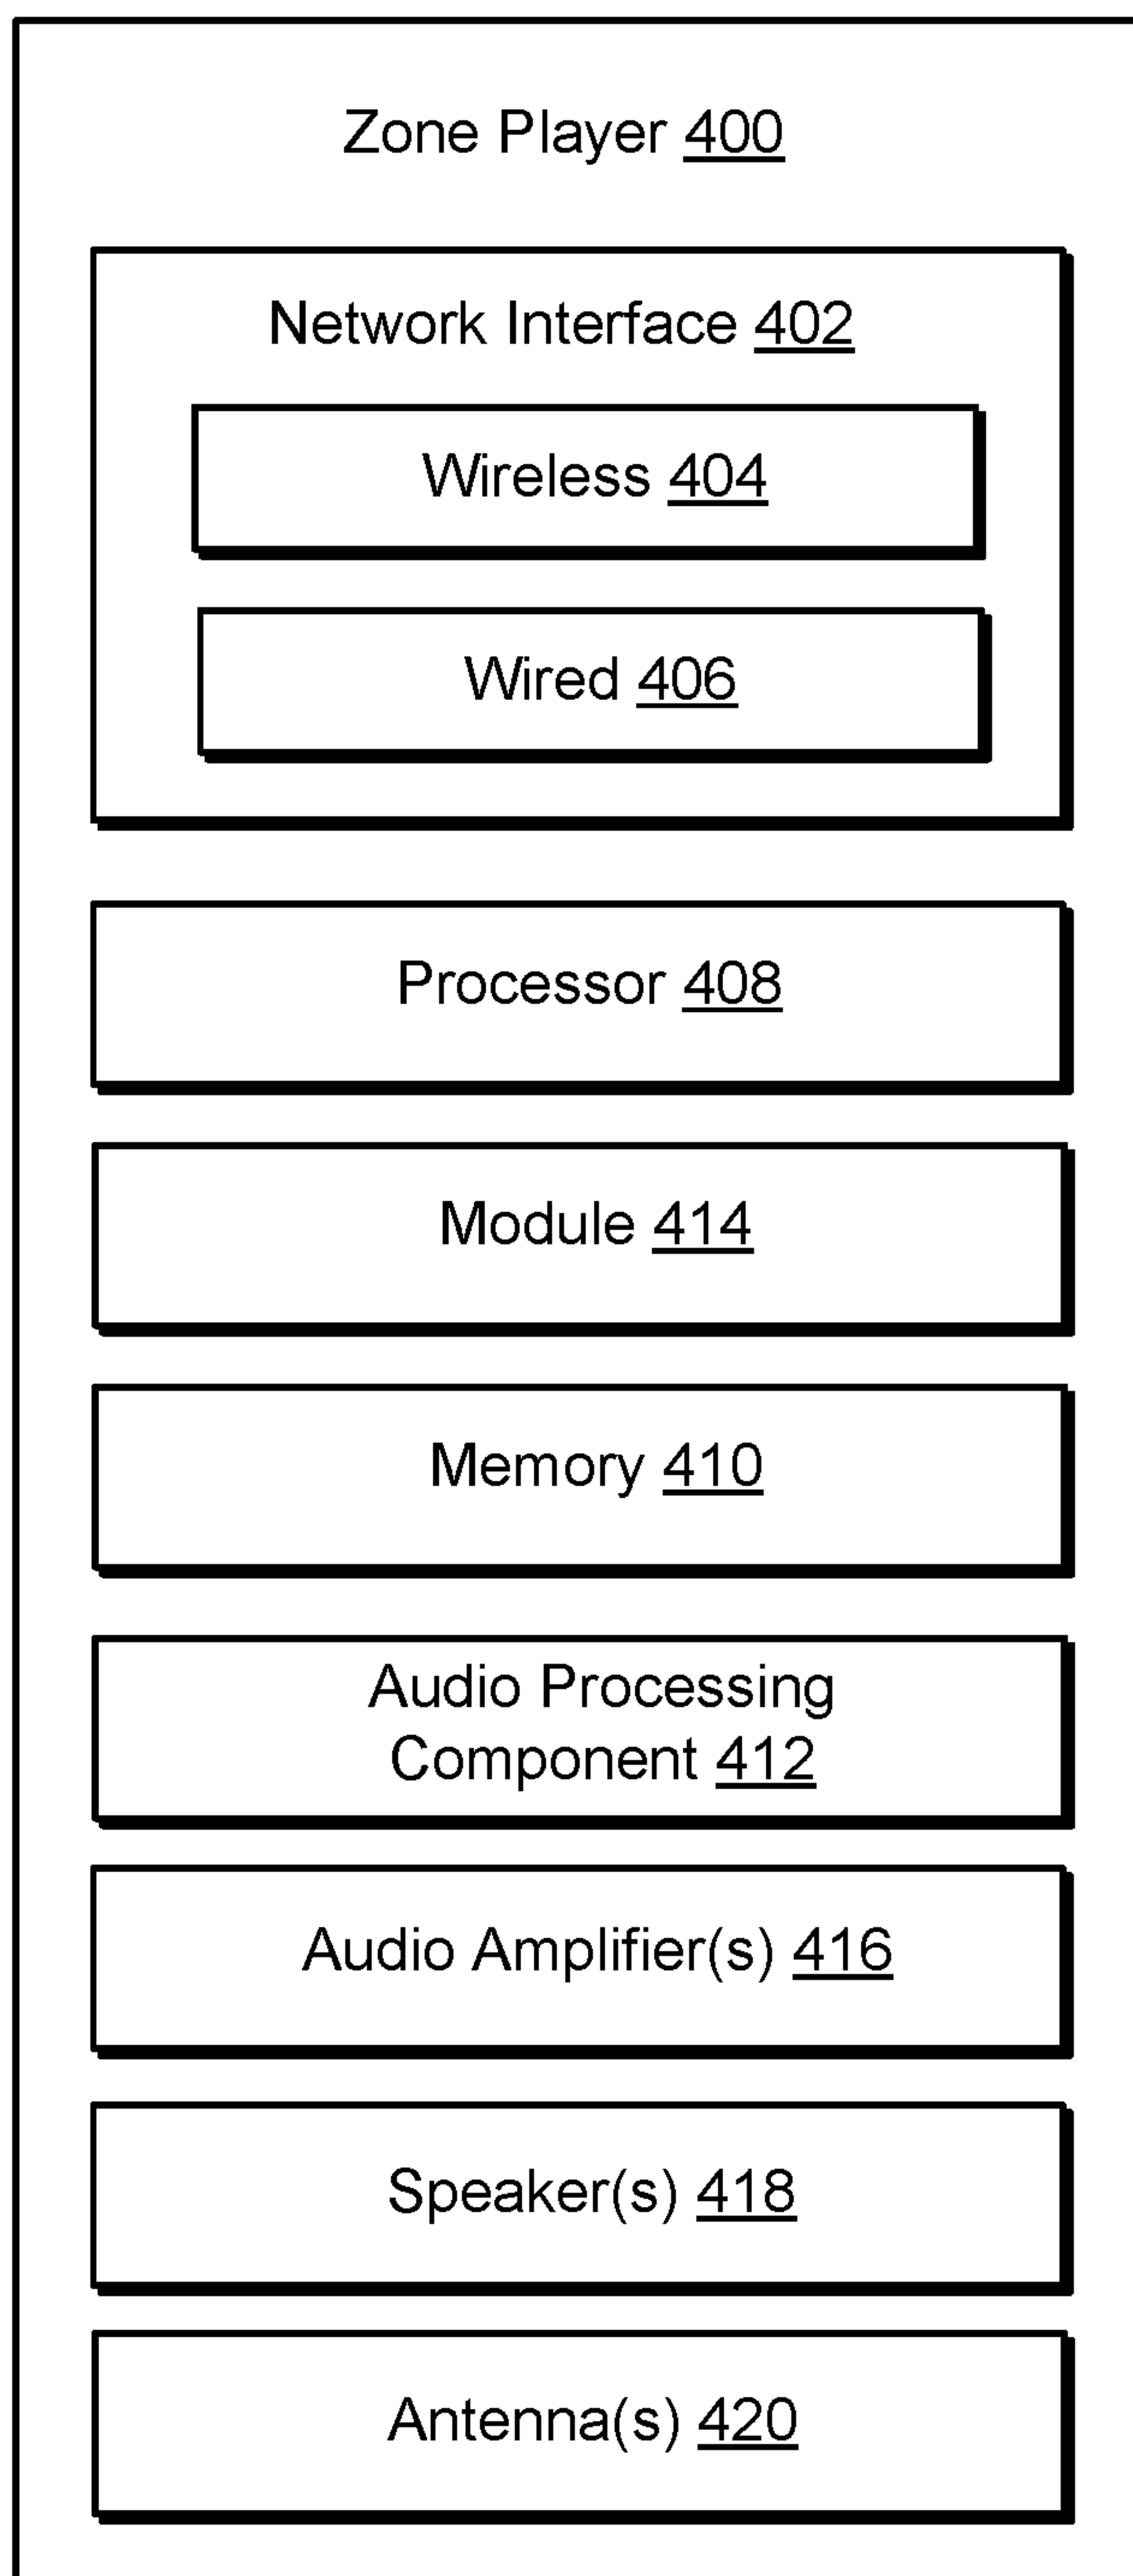 Zone Player 400
Network Interface 402
Wireless 404
Wired 406
Processor 408
Module 414
Memory 410
Audio Processing
Component 412
Audio Amplifier(s) 416
Speaker(s) 418
Antenna(s) 420